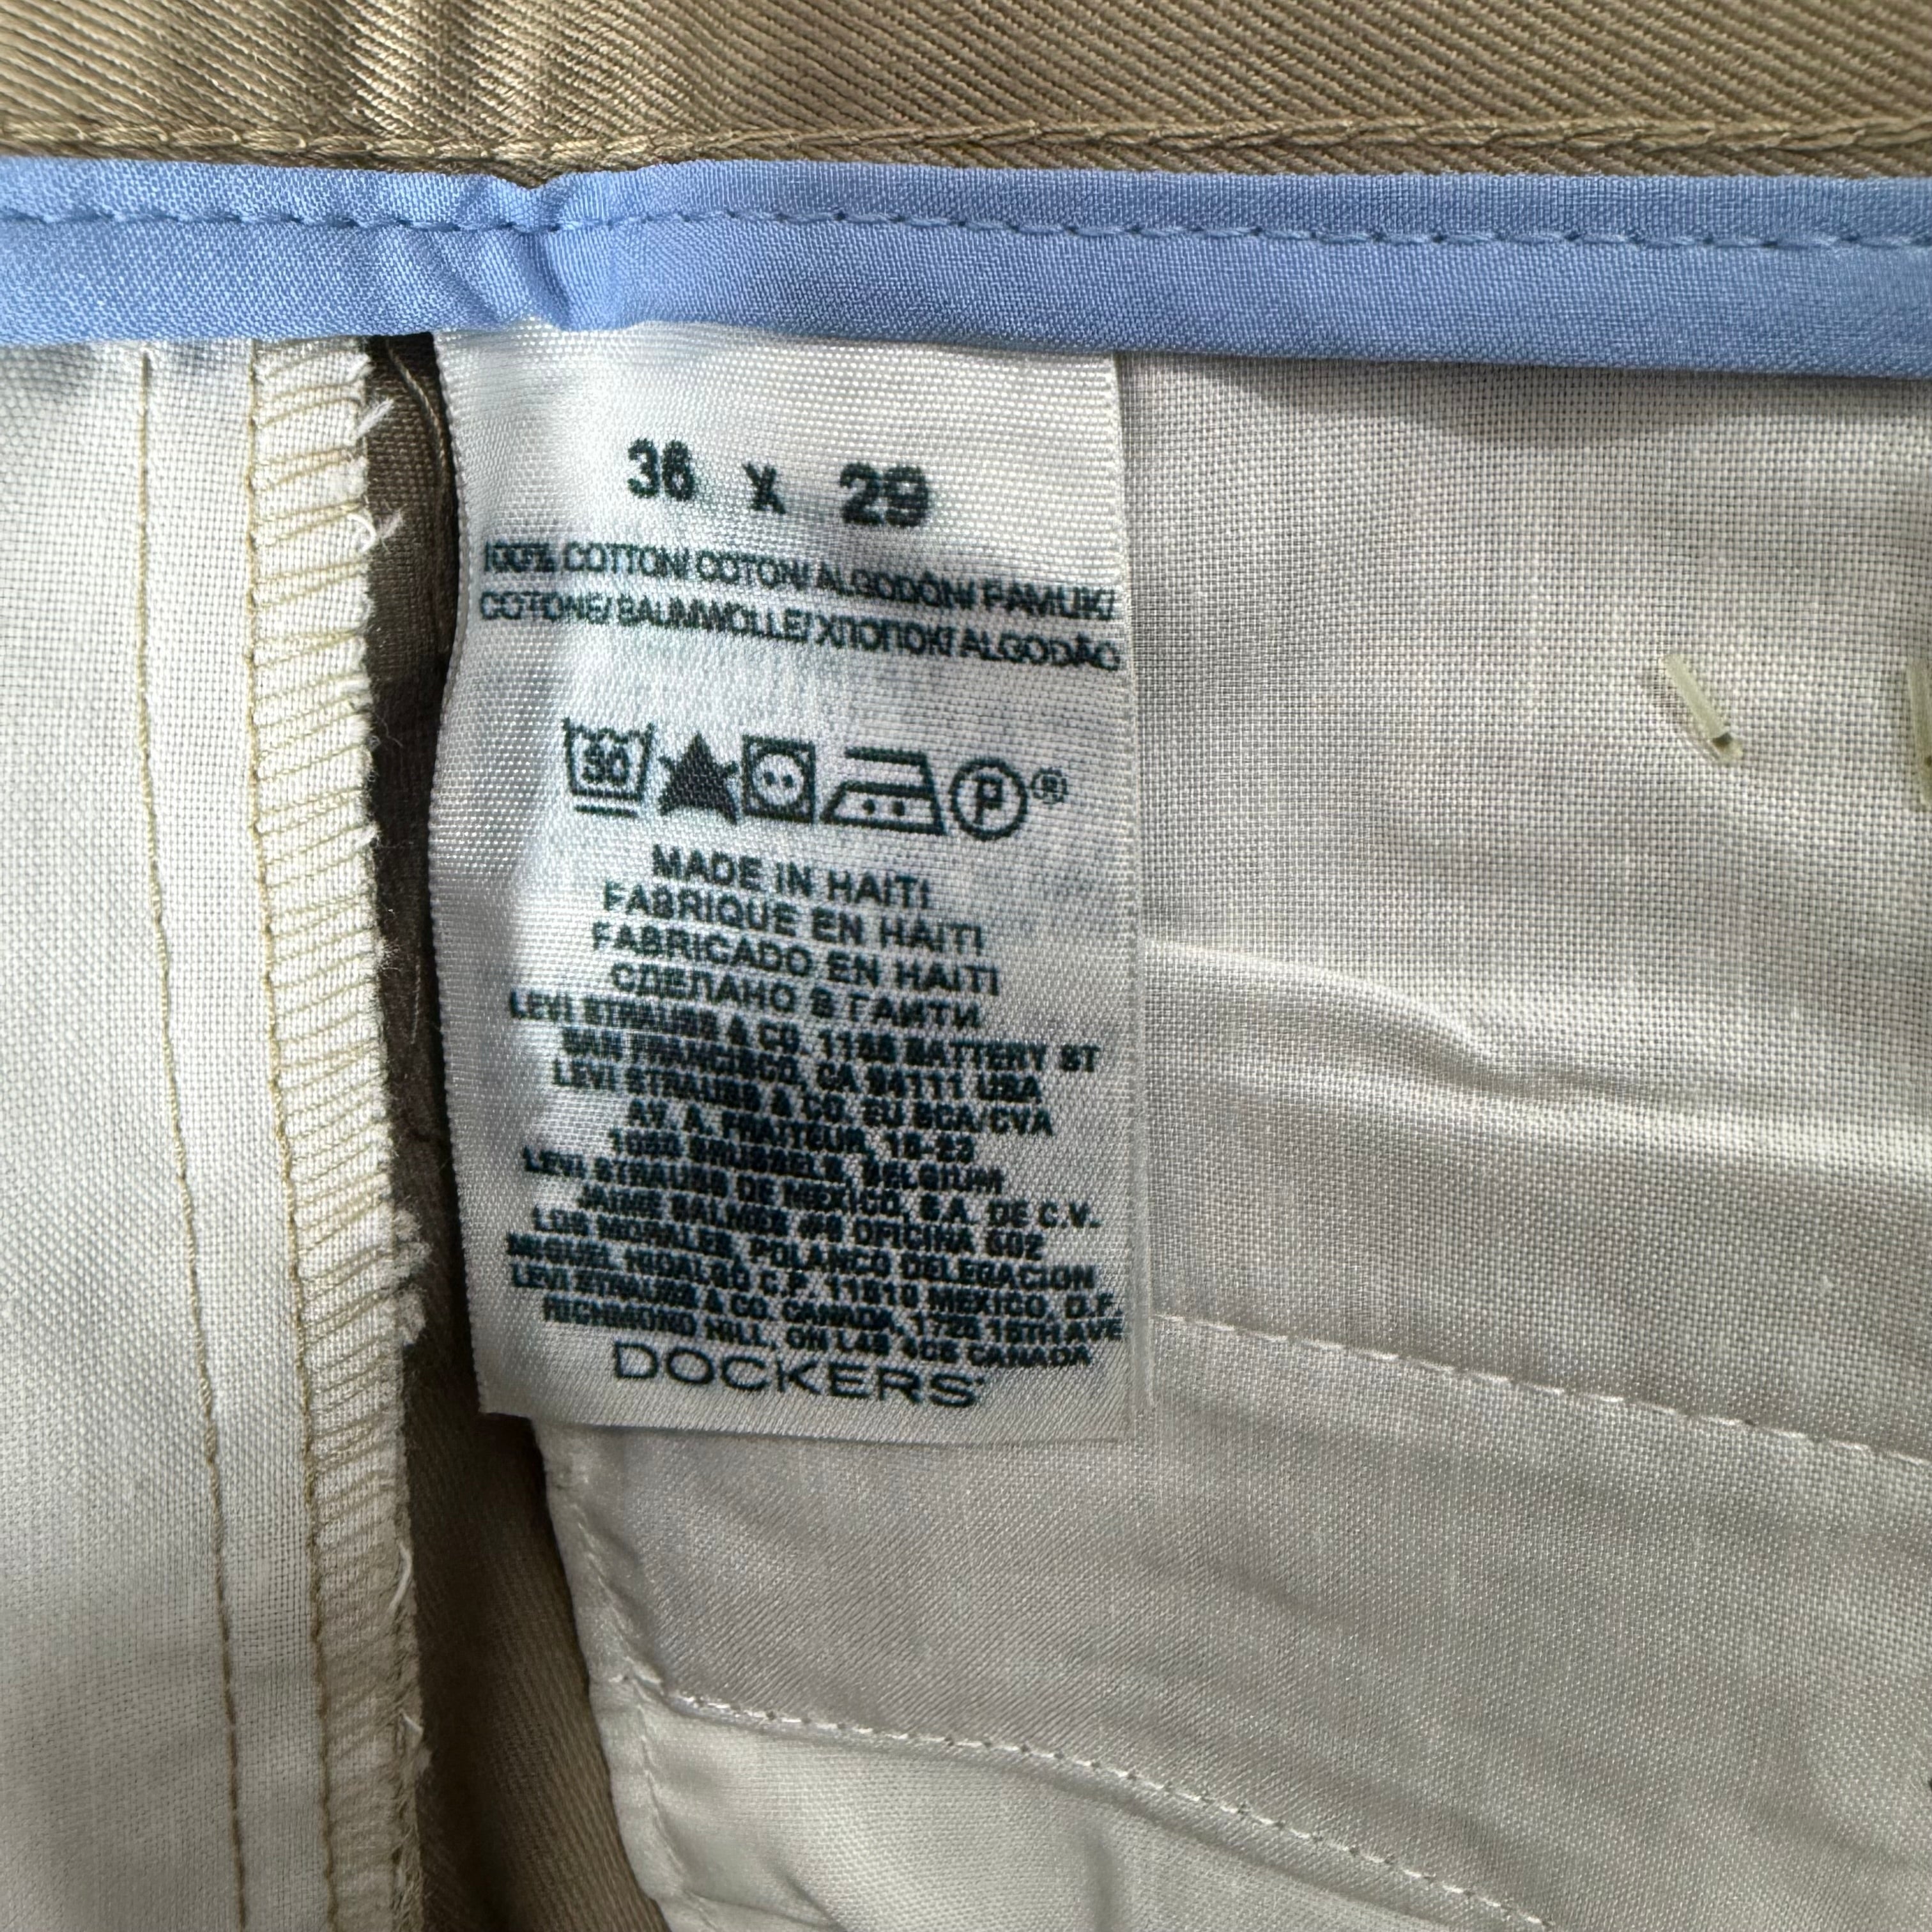 36 X 29
100% COTTON/ COTON/ ALGODÓN/ PAMUK/
COTONE/ BAUMWOLLE/ ХЛОПОК/ ALGODÃO
30
P ®
MADE IN HAITI
FABRIQUE EN HAITI
FABRICADO EN HAITI
СДЕЛАНО В ГАИТИ
LEVI STRAUSS & CO. 1155 BATTERY ST
SAN FRANCISCO, CA 94111 USA
LEVI STRAUSS & CO. EU BCA/CVA
AV. A. FRAITEUR, 15-23
1050 BRUSSELS, BELGIUM
LEVI STRAUSS DE MEXICO, S.A. DE C.V.
JAIME BALMES #8 OFICINA 602
LOS MORALES, POLANCO DELEGACION
MIGUEL HIDALGO C.P. 11510 MEXICO, D.F.
LEVI STRAUSS & CO. CANADA, 1725 16TH AVE
RICHMOND HILL, ON L4B CANADA
DOCKERS